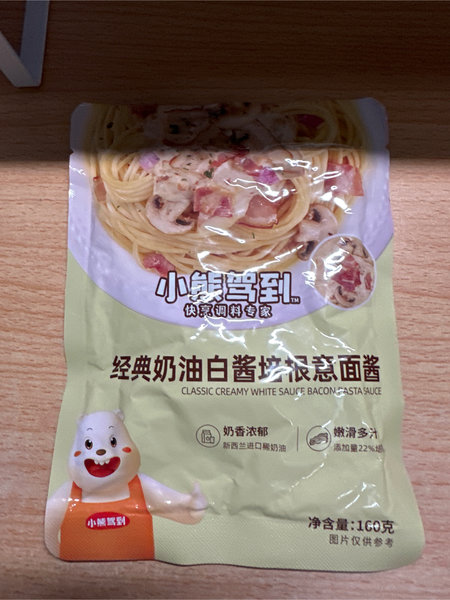 小熊驾到™
快烹调料专家
经典奶油白酱培根意面酱
CLASSIC CREAMY WHITE SAUCE BACON PASTA SAUCE
奶香浓郁
新西兰进口稀奶油
嫩滑多汁
添加量22%培
小熊驾到
净含量:160克
图片仅供参考